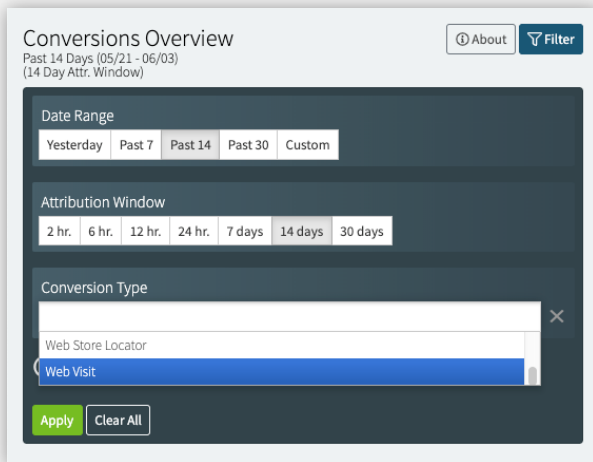 Conversions Overview
About
Filter
Past 14 Days (05/21 - 06/03)
(14 Day Attr. Window)
Date Range
Yesterday Past 7 Past 14 Past 30 Custom
Attribution Window
2 hr. 6 hr. 12 hr. 24 hr. 7 days 14 days 30 days
Conversion Type
Web Store Locator
Web Visit
Apply Clear All